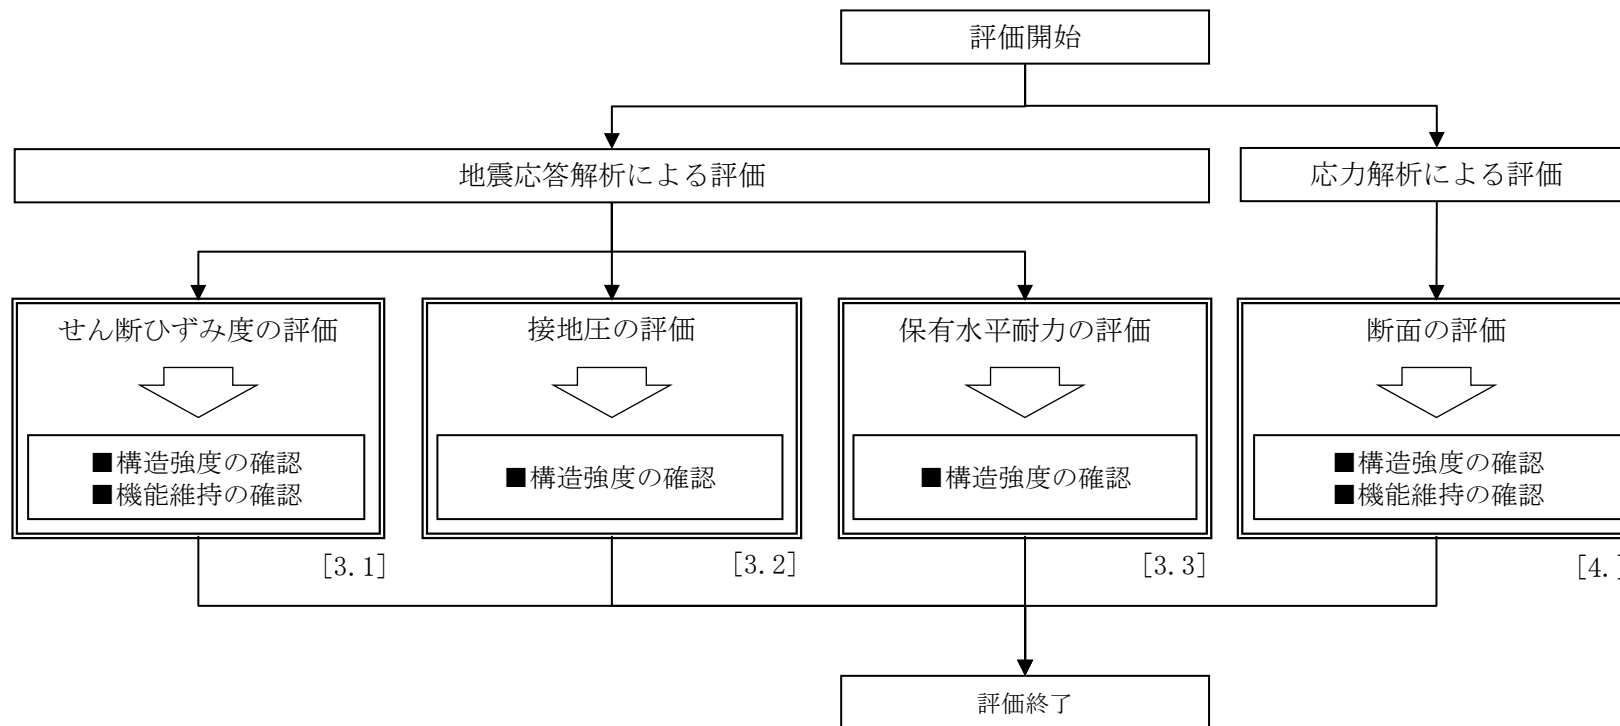 評価開始
地震応答解析による評価
応力解析による評価
せん断ひずみ度の評価
■構造強度の確認
■機能維持の確認
[3.1]
接地圧の評価
■構造強度の確認
[3.2]
保有水平耐力の評価
■構造強度の確認
[3.3]
断面の評価
■構造強度の確認
■機能維持の確認
[4.]
評価終了